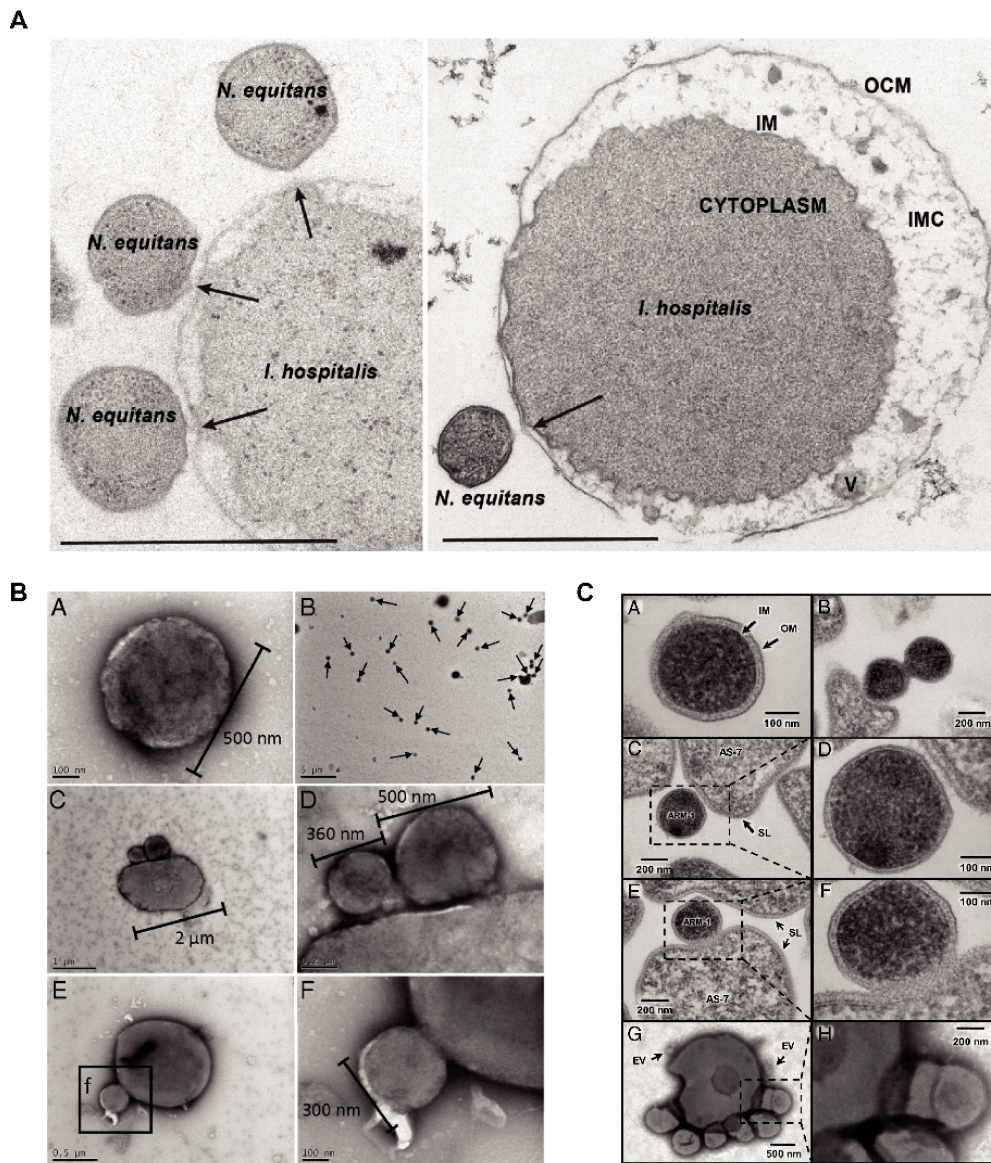 A
N. equitans
N. equitans
N. equitans
I. hospitalis
OCM
IM
CYTOPLASM
IMC
I. hospitalis
V
N. equitans
B
A
500 nm
100 nm
B
5 µm
C
2 µm
1 µm
D
500 nm
360 nm
0.2 µm
E
f
0.5 µm
F
300 nm
100 nm
C
A
IM
OM
100 nm
B
200 nm
C
AS-7
ARM-1
SL
200 nm
D
100 nm
E
ARM-1
SL
AS-7
200 nm
F
100 nm
G
EV
EV
500 nm
H
200 nm